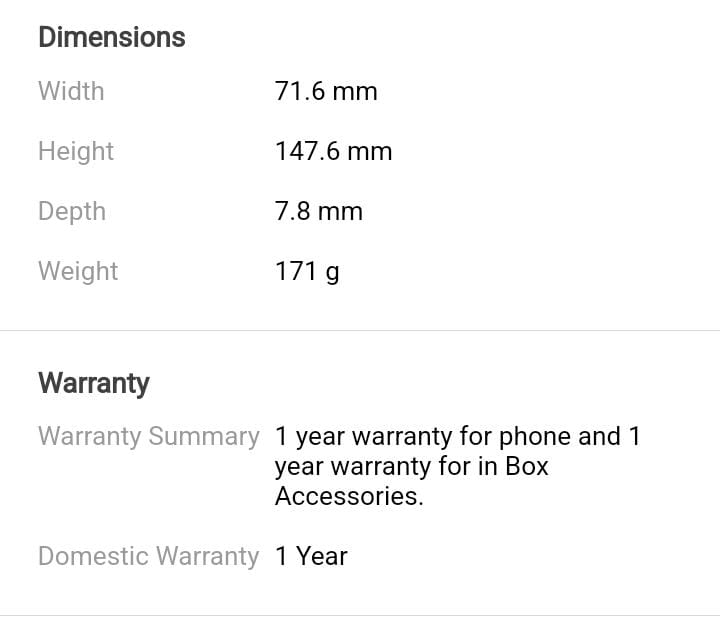 Dimensions
Width 71.6 mm
Height 147.6 mm
Depth 7.8 mm
Weight 171 g
Warranty
Warranty Summary 1 year warranty for phone and 1
year warranty for in Box
Accessories.
Domestic Warranty 1 Year